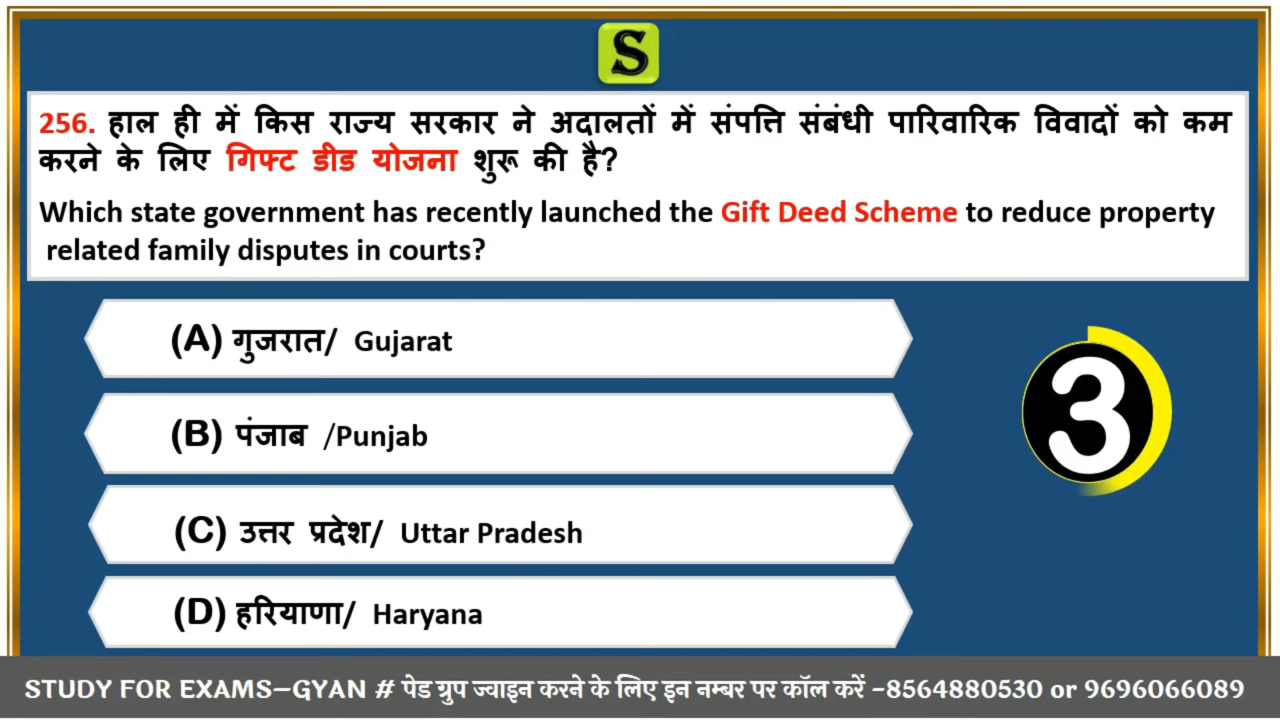 S
256. हाल ही में किस राज्य सरकार ने अदालतों में संपत्ति संबंधी पारिवारिक विवादों को कम
करने के लिए गिफ्ट डीड योजना शुरू की है?
Which state government has recently launched the Gift Deed Scheme to reduce property
related family disputes in courts?
(A) गुजरात/ Gujarat
(B) पंजाब /Punjab
3
(C) उत्तर प्रदेश/ Uttar Pradesh
(D) हरियाणा/ Haryana
STUDY FOR EXAMS–GYAN # पेड ग्रुप ज्वाइन करने के लिए इन नम्बर पर कॉल करें –8564880530 or 9696066089